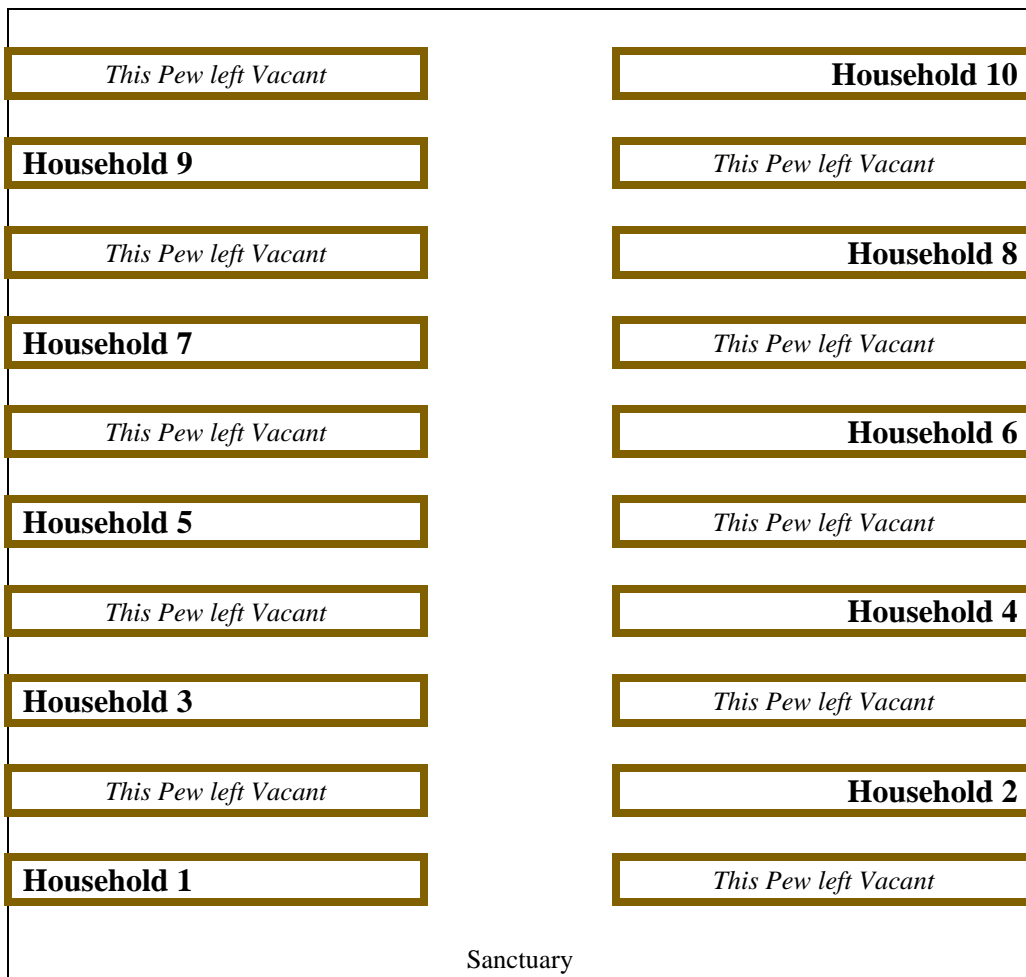 This Pew left Vacant Household 10
Household 9 This Pew left Vacant
This Pew left Vacant Household 8
Household 7 This Pew left Vacant
This Pew left Vacant Household 6
Household 5 This Pew left Vacant
This Pew left Vacant Household 4
Household 3 This Pew left Vacant
This Pew left Vacant Household 2
Household 1 This Pew left Vacant
Sanctuary